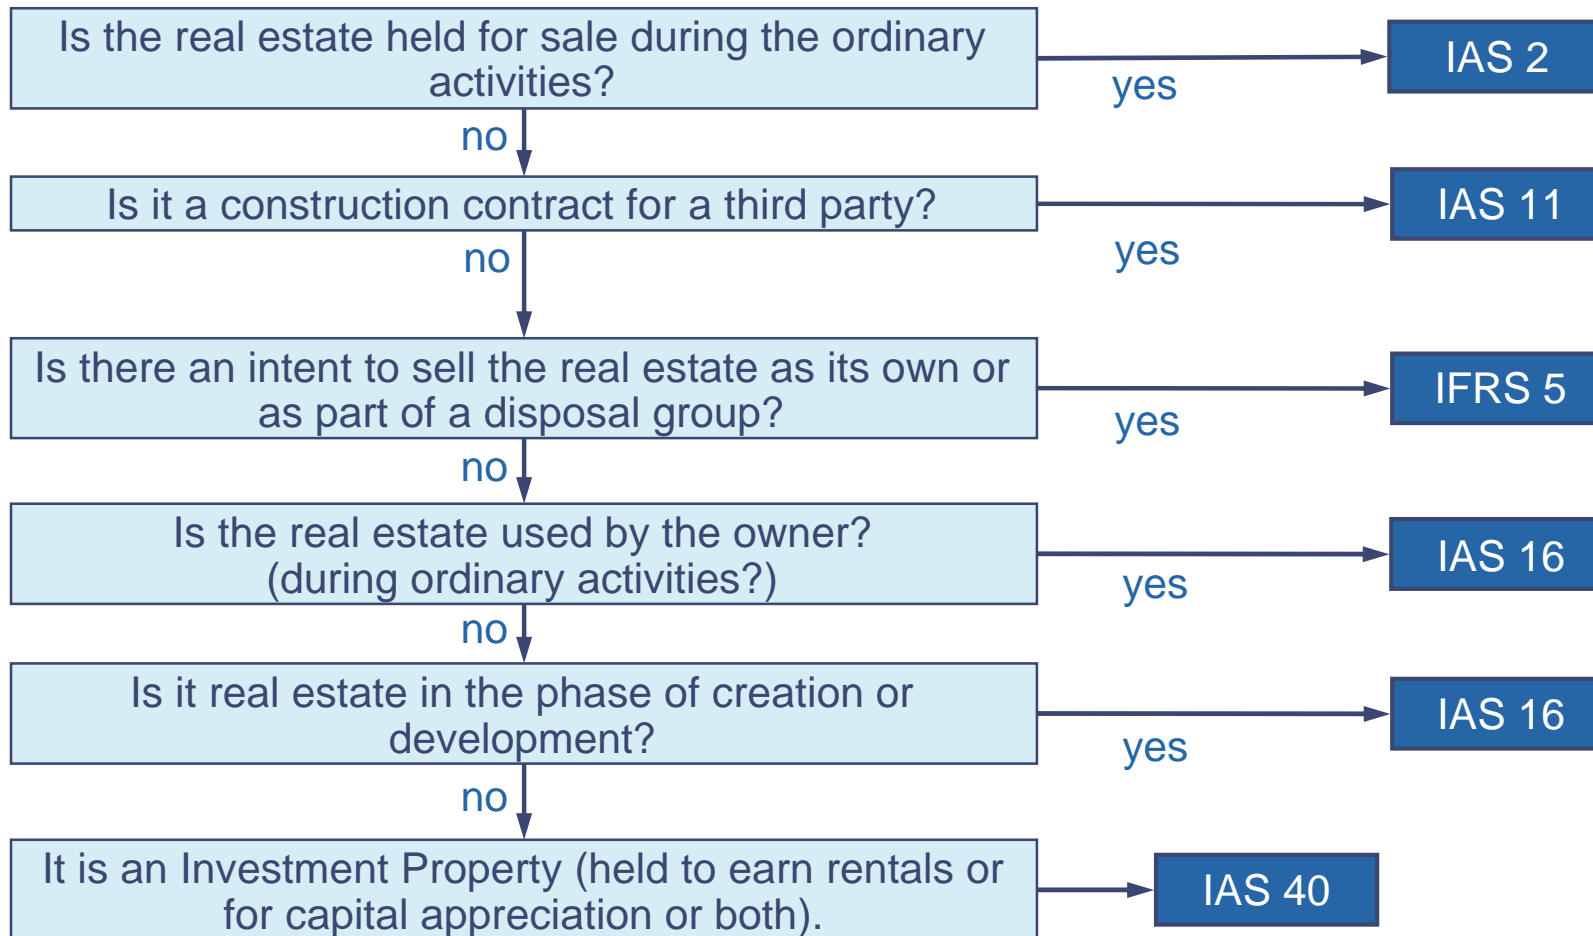 Is the real estate held for sale during the ordinary
activities?
yes
IAS 2
no
Is it a construction contract for a third party?
yes
IAS 11
no
Is there an intent to sell the real estate as its own or
as part of a disposal group?
yes
IFRS 5
no
Is the real estate used by the owner?
(during ordinary activities?)
yes
IAS 16
no
Is it real estate in the phase of creation or
development?
yes
IAS 16
no
It is an Investment Property (held to earn rentals or
for capital appreciation or both).
IAS 40